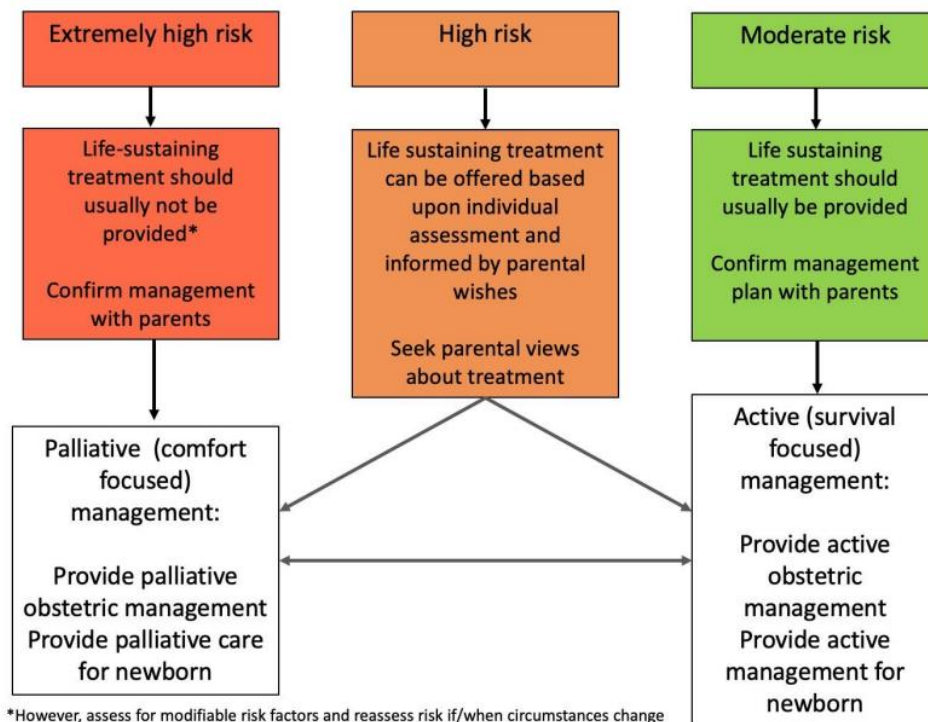 Extremely high risk
High risk
Moderate risk
Life-sustaining
treatment should
usually not be
provided*
Confirm management
with parents
Life sustaining treatment
can be offered based
upon individual
assessment and
informed by parental
wishes
Seek parental views
about treatment
Life sustaining
treatment should
usually be provided
Confirm management
plan with parents
Palliative (comfort
focused)
management:
Provide palliative
obstetric management
Provide palliative care
for newborn
Active (survival
focused)
management:
Provide active
obstetric
management
Provide active
management for
newborn
*However, assess for modifiable risk factors and reassess risk if/when circumstances change